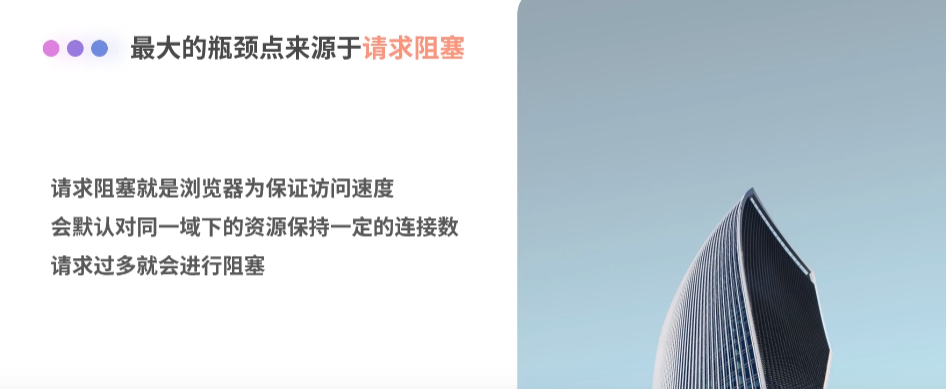 最大的瓶颈点来源于请求阻塞
请求阻塞就是浏览器为保证访问速度
会默认对同一域下的资源保持一定的连接数
请求过多就会进行阻塞